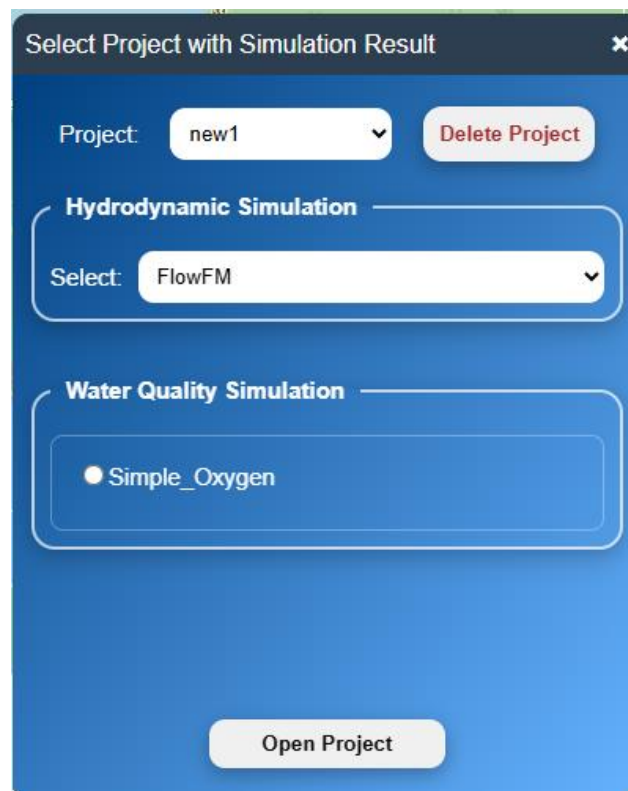 Select Project with Simulation Result ×
Project: new1 Delete Project
Hydrodynamic Simulation
Select: FlowFM
Water Quality Simulation
Simple_Oxygen
Open Project